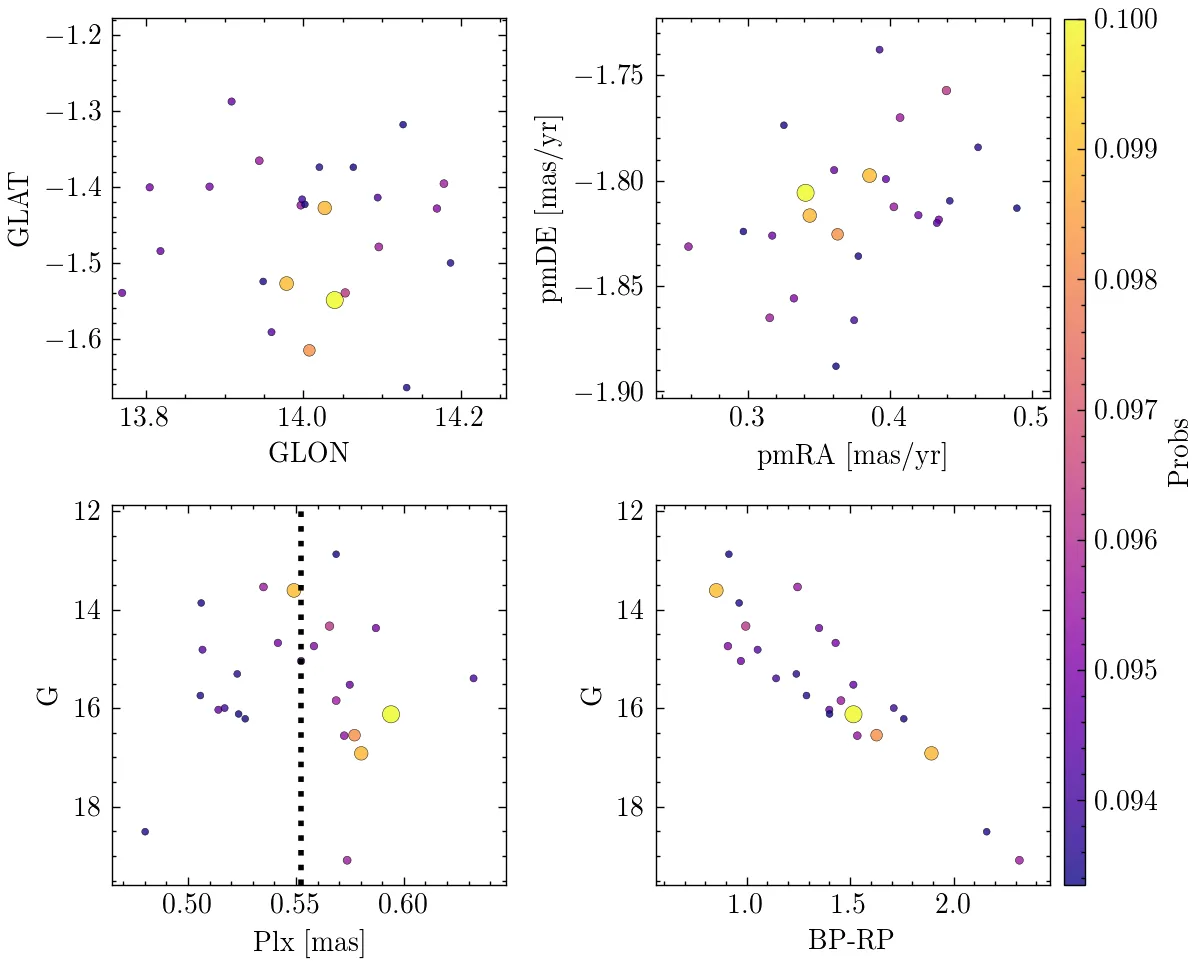 −1.2
−1.3
−1.4
−1.5
−1.6
GLAT
13.8 14.0 14.2
GLON
−1.75
−1.80
−1.85
−1.90
pmDE [mas/yr]
0.3 0.4 0.5
pmRA [mas/yr]
12
14
16
18
G
0.50 0.55 0.60
Plx [mas]
12
14
16
18
G
1.0 1.5 2.0
BP-RP
0.100
0.099
0.098
0.097
0.096
0.095
0.094
Probs